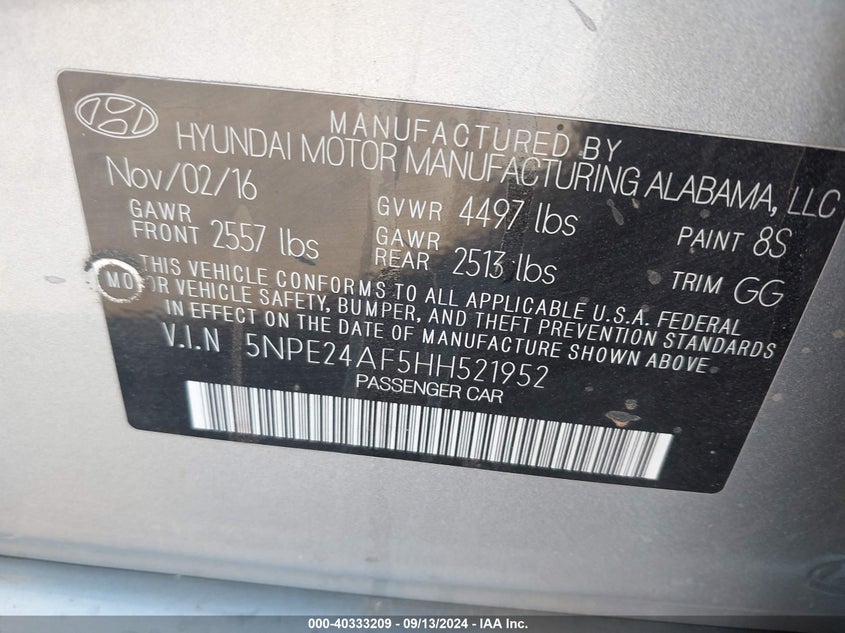 MANUFACTURED BY
HYUNDAI MOTOR MANUFACTURING ALABAMA, LLC
Nov/02/16
GVWR 4497 lbs
PAINT 8S
GAWR FRONT 2557 lbs
GAWR REAR 2513 lbs
TRIM GG
THIS VEHICLE CONFORMS TO ALL APPLICABLE U.S.A. FEDERAL
MOTOR VEHICLE SAFETY, BUMPER, AND THEFT PREVENTION STANDARDS
IN EFFECT ON THE DATE OF MANUFACTURE SHOWN ABOVE.
V.I.N 5NPE24AF5HH521952
PASSENGER CAR
000-40333209 - 09/13/2024 - IAA Inc.